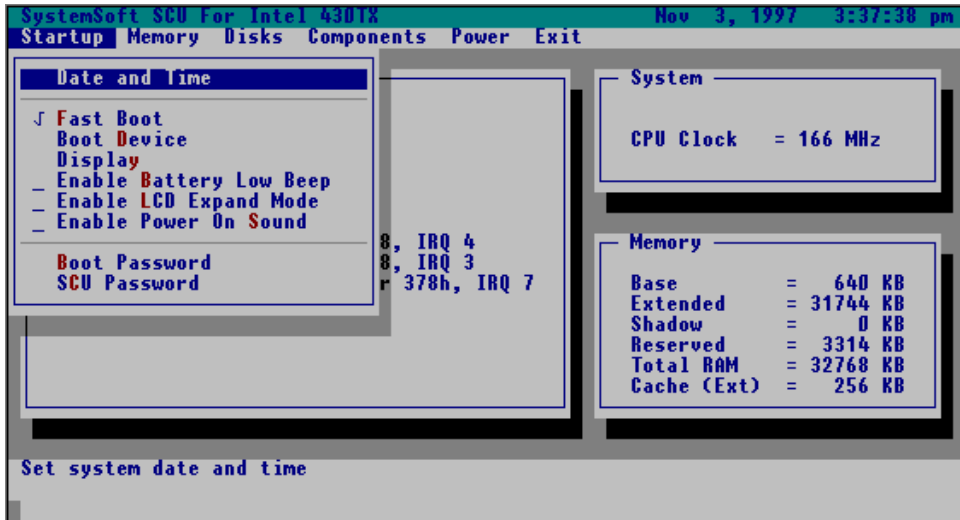 SystemSoft SCU For Intel 430TX Nov 3, 1997 3:37:38 pm
Startup Memory Disks Components Power Exit
Date and Time
√ Fast Boot
Boot Device
Display
_ Enable Battery Low Beep
_ Enable LCD Expand Mode
_ Enable Power On Sound
Boot Password
SCU Password
8, IRQ 4
8, IRQ 3
r 378h, IRQ 7
System
CPU Clock = 166 MHz
Memory
Base = 640 KB
Extended = 31744 KB
Shadow = 0 KB
Reserved = 3314 KB
Total RAM = 32768 KB
Cache (Ext) = 256 KB
Set system date and time